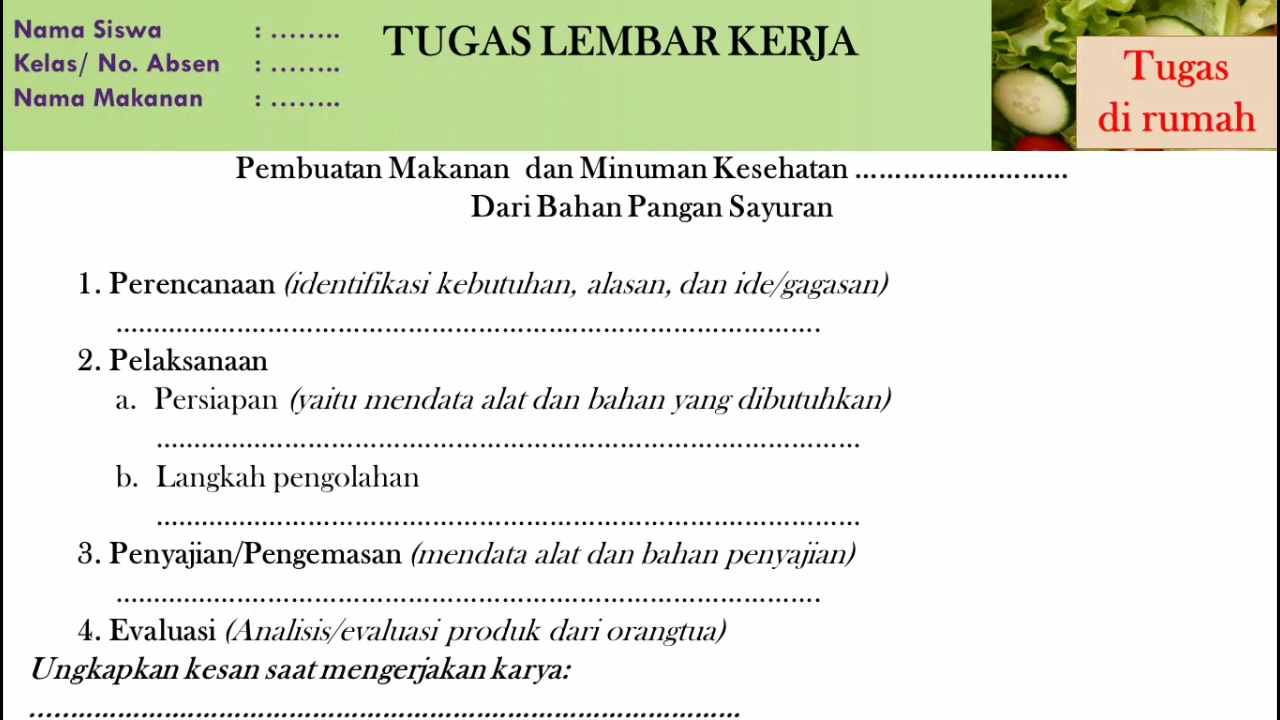 Nama Siswa : ........
Kelas/ No. Absen : ........
Nama Makanan : ........
TUGAS LEMBAR KERJA
Tugas
di rumah
Pembuatan Makanan dan Minuman Kesehatan ...........................
Dari Bahan Pangan Sayuran
1. Perencanaan (identifikasi kebutuhan, alasan, dan ide/gagasan)
..........................................................................................
2. Pelaksanaan
a. Persiapan (yaitu mendata alat dan bahan yang dibutuhkan)
..........................................................................................
b. Langkah pengolahan
..........................................................................................
3. Penyajian/Pengemasan (mendata alat dan bahan penyajian)
..........................................................................................
4. Evaluasi (Analisis/evaluasi produk dari orangtua)
Ungkapkan kesan saat mengerjakan karya:
..........................................................................................